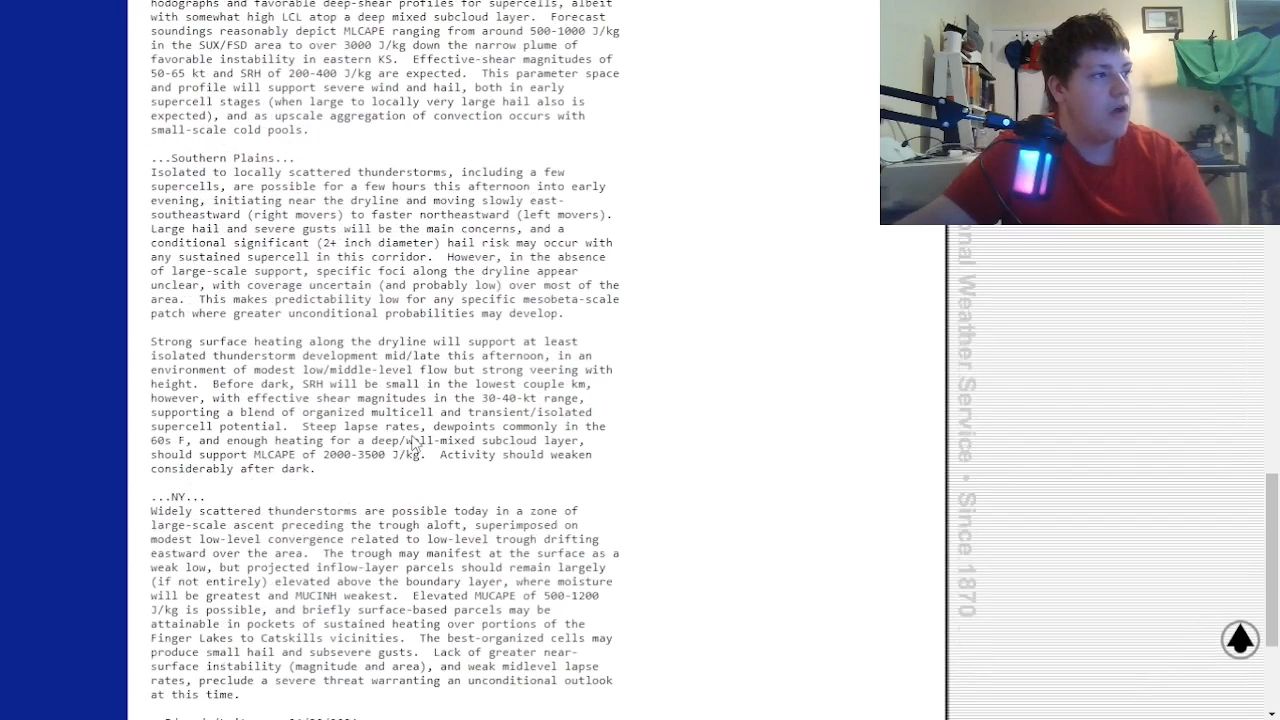 hodographs and favorable deep-shear profiles for supercells, albeit
with somewhat high LCL atop a deep mixed subcloud layer.  Forecast
soundings reasonably depict MLCAPE ranging from around 500-1000 J/kg
in the SUX/FSD area to over 3000 J/kg down the narrow plume of
favorable instability in eastern KS.  Effective-shear magnitudes of
50-65 kt and SRH of 200-400 J/kg are expected.  This parameter space
and profile will support severe wind and hail, both in early
supercell stages (when large to locally very large hail also is
expected), and as upscale aggregation of convection occurs with
small-scale cold pools.
...Southern Plains...
Isolated to locally scattered thunderstorms, including a few
supercells, are possible for a few hours this afternoon into early
evening, initiating near the dryline and moving slowly east-
southeastward (right movers) to faster northeastward (left movers).
Large hail and severe gusts will be the main concerns, and a
conditional significant (2+ inch diameter) hail risk may occur with
any sustained supercell in this corridor.  However, in the absence
of large-scale support, specific foci along the dryline appear
unclear, with coverage uncertain (and probably low) over most of the
area.  This makes predictability low for any specific mesobeta-scale
patch where greater unconditional probabilities may develop.
Strong surface heating along the dryline will support at least
isolated thunderstorm development mid/late this afternoon, in an
environment of modest low/middle-level flow but strong veering with
height.  Before dark, SRH will be small in the lowest couple km,
however, with effective shear magnitudes in the 30-40-kt range,
supporting a blend of organized multicell and transient/isolated
supercell potential.  Steep lapse rates, dewpoints commonly in the
60s F, and enough heating for a deep/well-mixed subcloud layer,
should support MLCAPE of 2000-3500 J/kg.  Activity should weaken
considerably after dark.
...NY...
Widely scattered thunderstorms are possible today in a zone of
large-scale ascent preceding the trough aloft, superimposed on
modest low-level convergence related to low-level trough drifting
eastward over the area.  The trough may manifest at the surface as a
weak low, but projected inflow-layer parcels should remain largely
(if not entirely) elevated above the boundary layer, where moisture
will be greatest and MUCINH weakest.  Elevated MUCAPE of 500-1200
J/kg is possible, and briefly surface-based parcels may be
attainable in pockets of sustained heating over portions of the
Finger Lakes to Catskills vicinities.  The best-organized cells may
produce small hail and subsevere gusts.  Lack of greater near-
surface instability (magnitude and area), and weak midlevel lapse
rates, preclude a severe threat warranting an unconditional outlook
at this time.
onal Weather Service • Since 1870